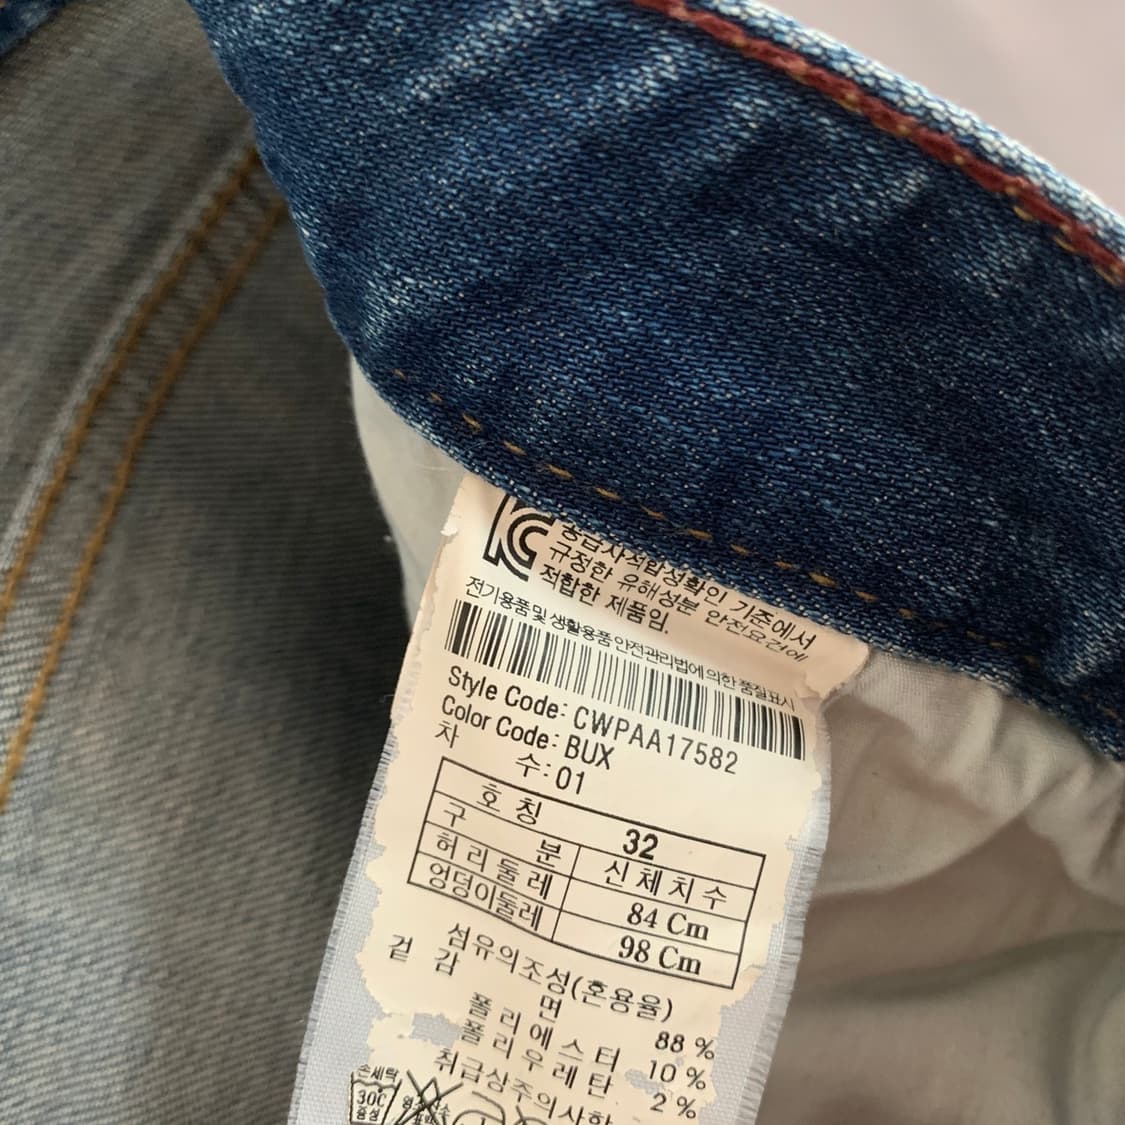 공급자적합성확인 기준에서
규정한 유해성분 안전요건에
적합한 제품임.
전기용품및 생활용품 안전관리법에 의한 품질표시
Style Code: CWPAA17582
Color Code: BUX
차 수: 01
호 칭 32
구 분 신체치수
허리둘레 84 Cm
엉덩이둘레 98 Cm
섬유의조성(혼용율)
겉 감
면 88 %
폴리에스터 10 %
폴리우레탄 2 %
취급상주의사항
손세탁
30C
중성